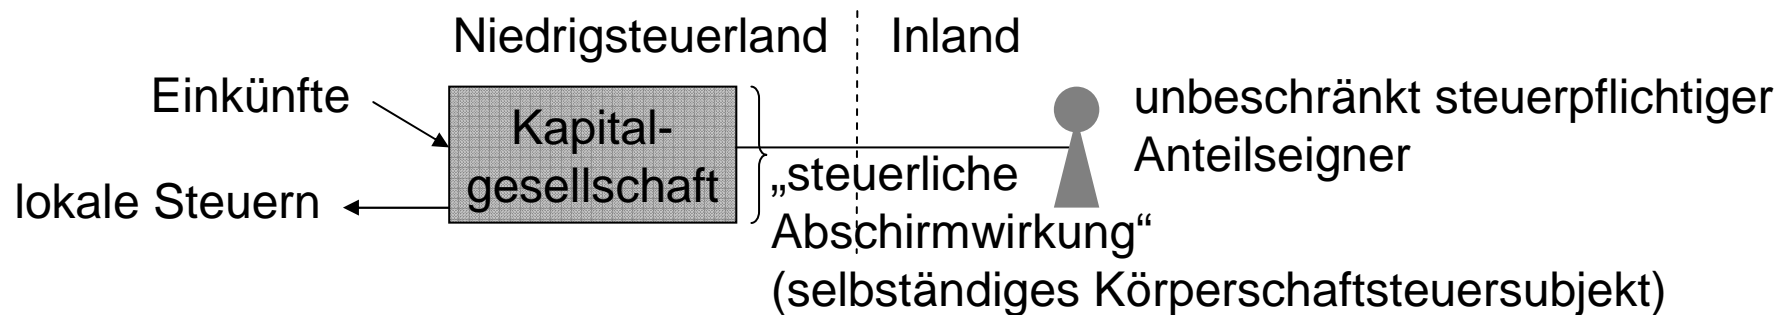 Niedrigsteuerland
Inland
Einkünfte
Kapital-
gesellschaft
lokale Steuern
„steuerliche
Abschirmwirkung“
(selbständiges Körperschaftsteuersubjekt)
unbeschränkt steuerpflichtiger
Anteilseigner